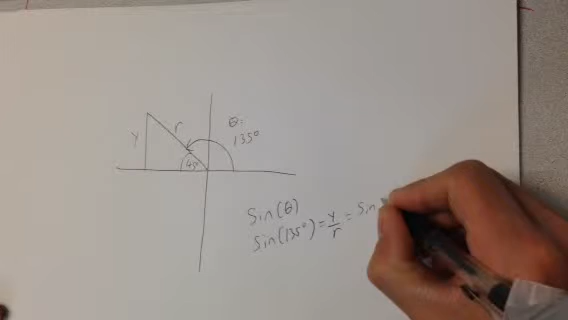 θ=
135°
r
Y
45°
sin(θ)
sin(135°) = Y/r = sin